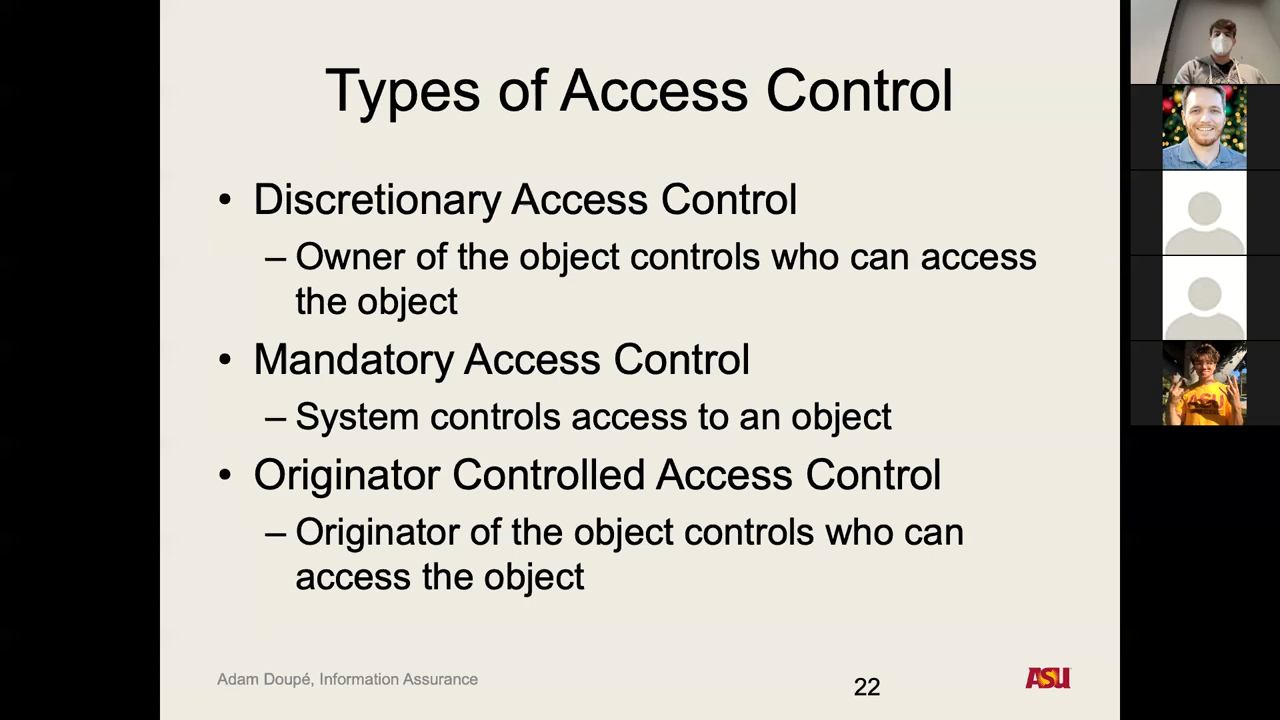 Types of Access Control
• Discretionary Access Control
– Owner of the object controls who can access
the object
• Mandatory Access Control
– System controls access to an object
• Originator Controlled Access Control
– Originator of the object controls who can
access the object
Adam Doupé, Information Assurance
22
ASU
ASU